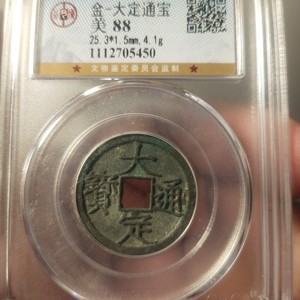 金-大定通宝
美 88
25.3*1.5mm,4.1g
1112705450
★文物鉴定委员会监制★
大定通寶